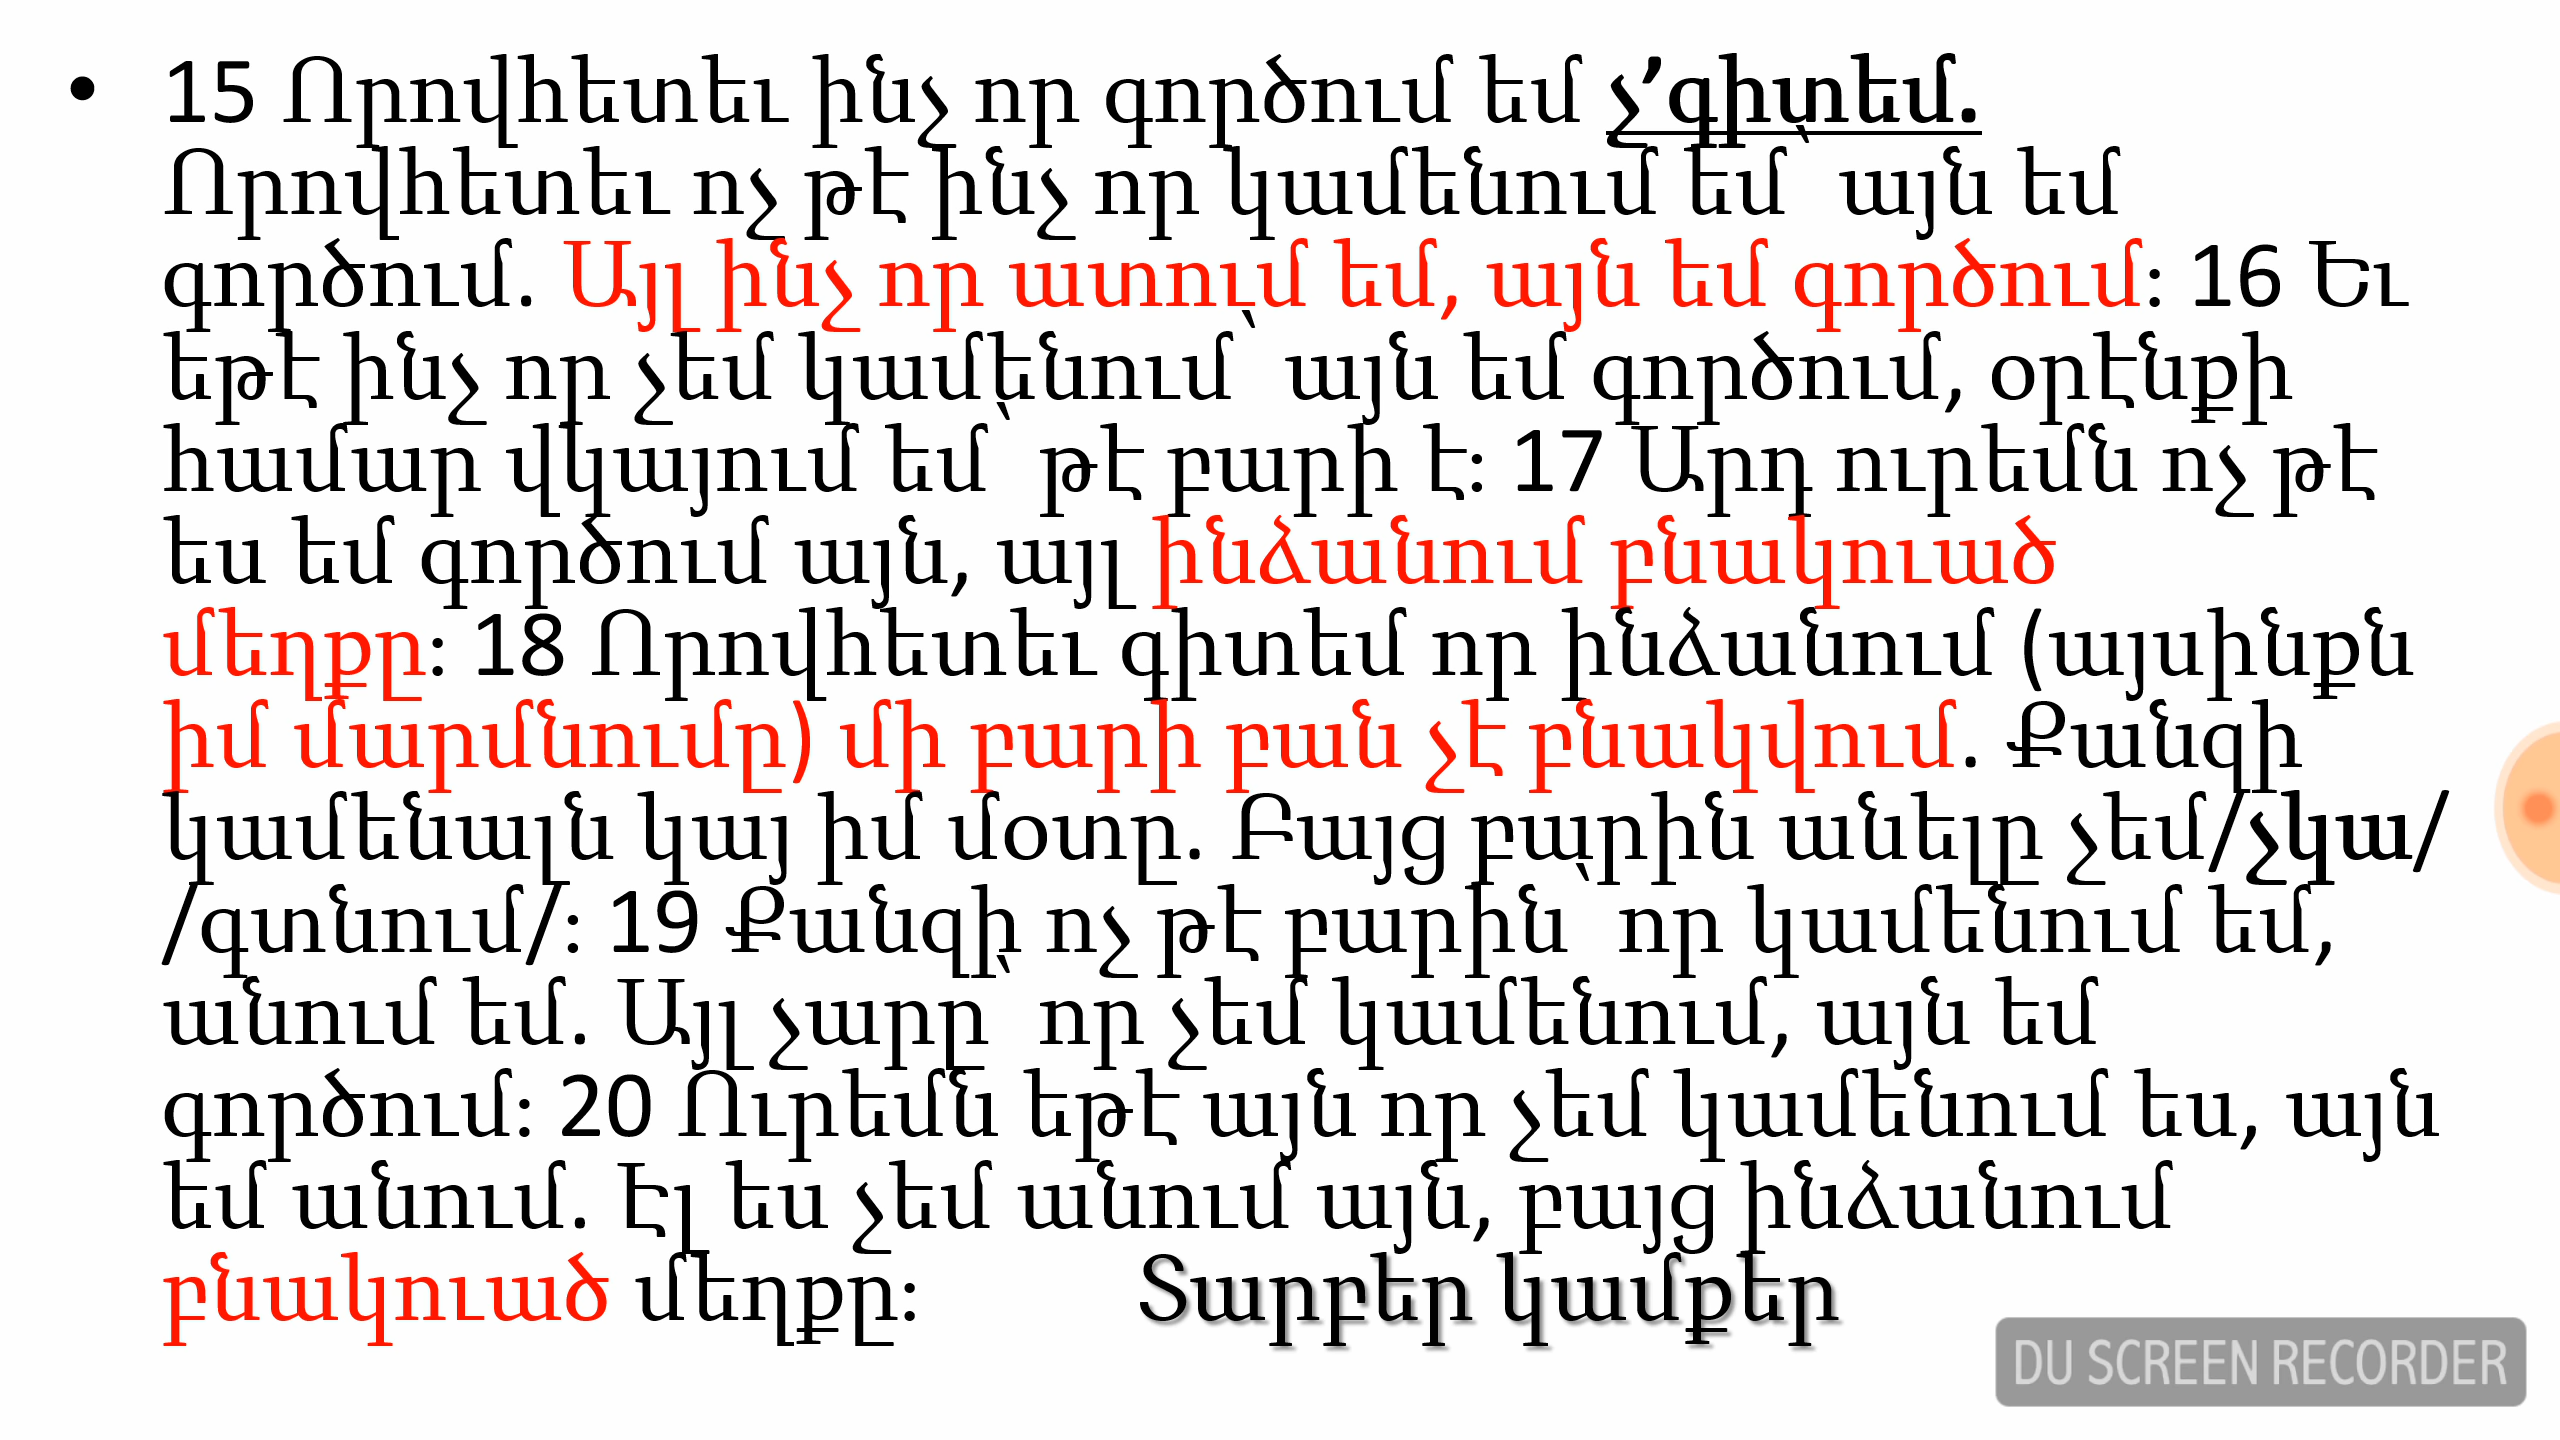 • 15 Որովհետեւ ինչ որ գործում եմ չ’գիտեմ.
Որովհետեւ ոչ թէ ինչ որ կամենում եմ՝ այն եմ
գործում. Այլ ինչ որ ատում եմ, այն եմ գործում։ 16 Եւ
եթէ ինչ որ չեմ կամենում՝ այն եմ գործում, օրէնքի
համար վկայում եմ՝ թէ բարի է։ 17 Արդ ուրեմն ոչ թէ
ես եմ գործում այն, այլ ինձանում բնակուած
մեղքը։ 18 Որովհետեւ գիտեմ որ ինձանում (այսինքն
իմ մարմնումը) մի բարի բան չէ բնակվում. Քանզի
կամենալն կայ իմ մօտը. Բայց բարին անելը չեմ/չկա/
/գտնում/։ 19 Քանզի ոչ թէ բարին՝ որ կամենում եմ,
անում եմ. Այլ չարը՝ որ չեմ կամենում, այն եմ
գործում։ 20 Ուրեմն եթէ այն որ չեմ կամենում ես, այն
եմ անում. Էլ ես չեմ անում այն, բայց ինձանում
բնակուած մեղքը։ Տարբեր կամքեր
DU SCREEN RECORDER